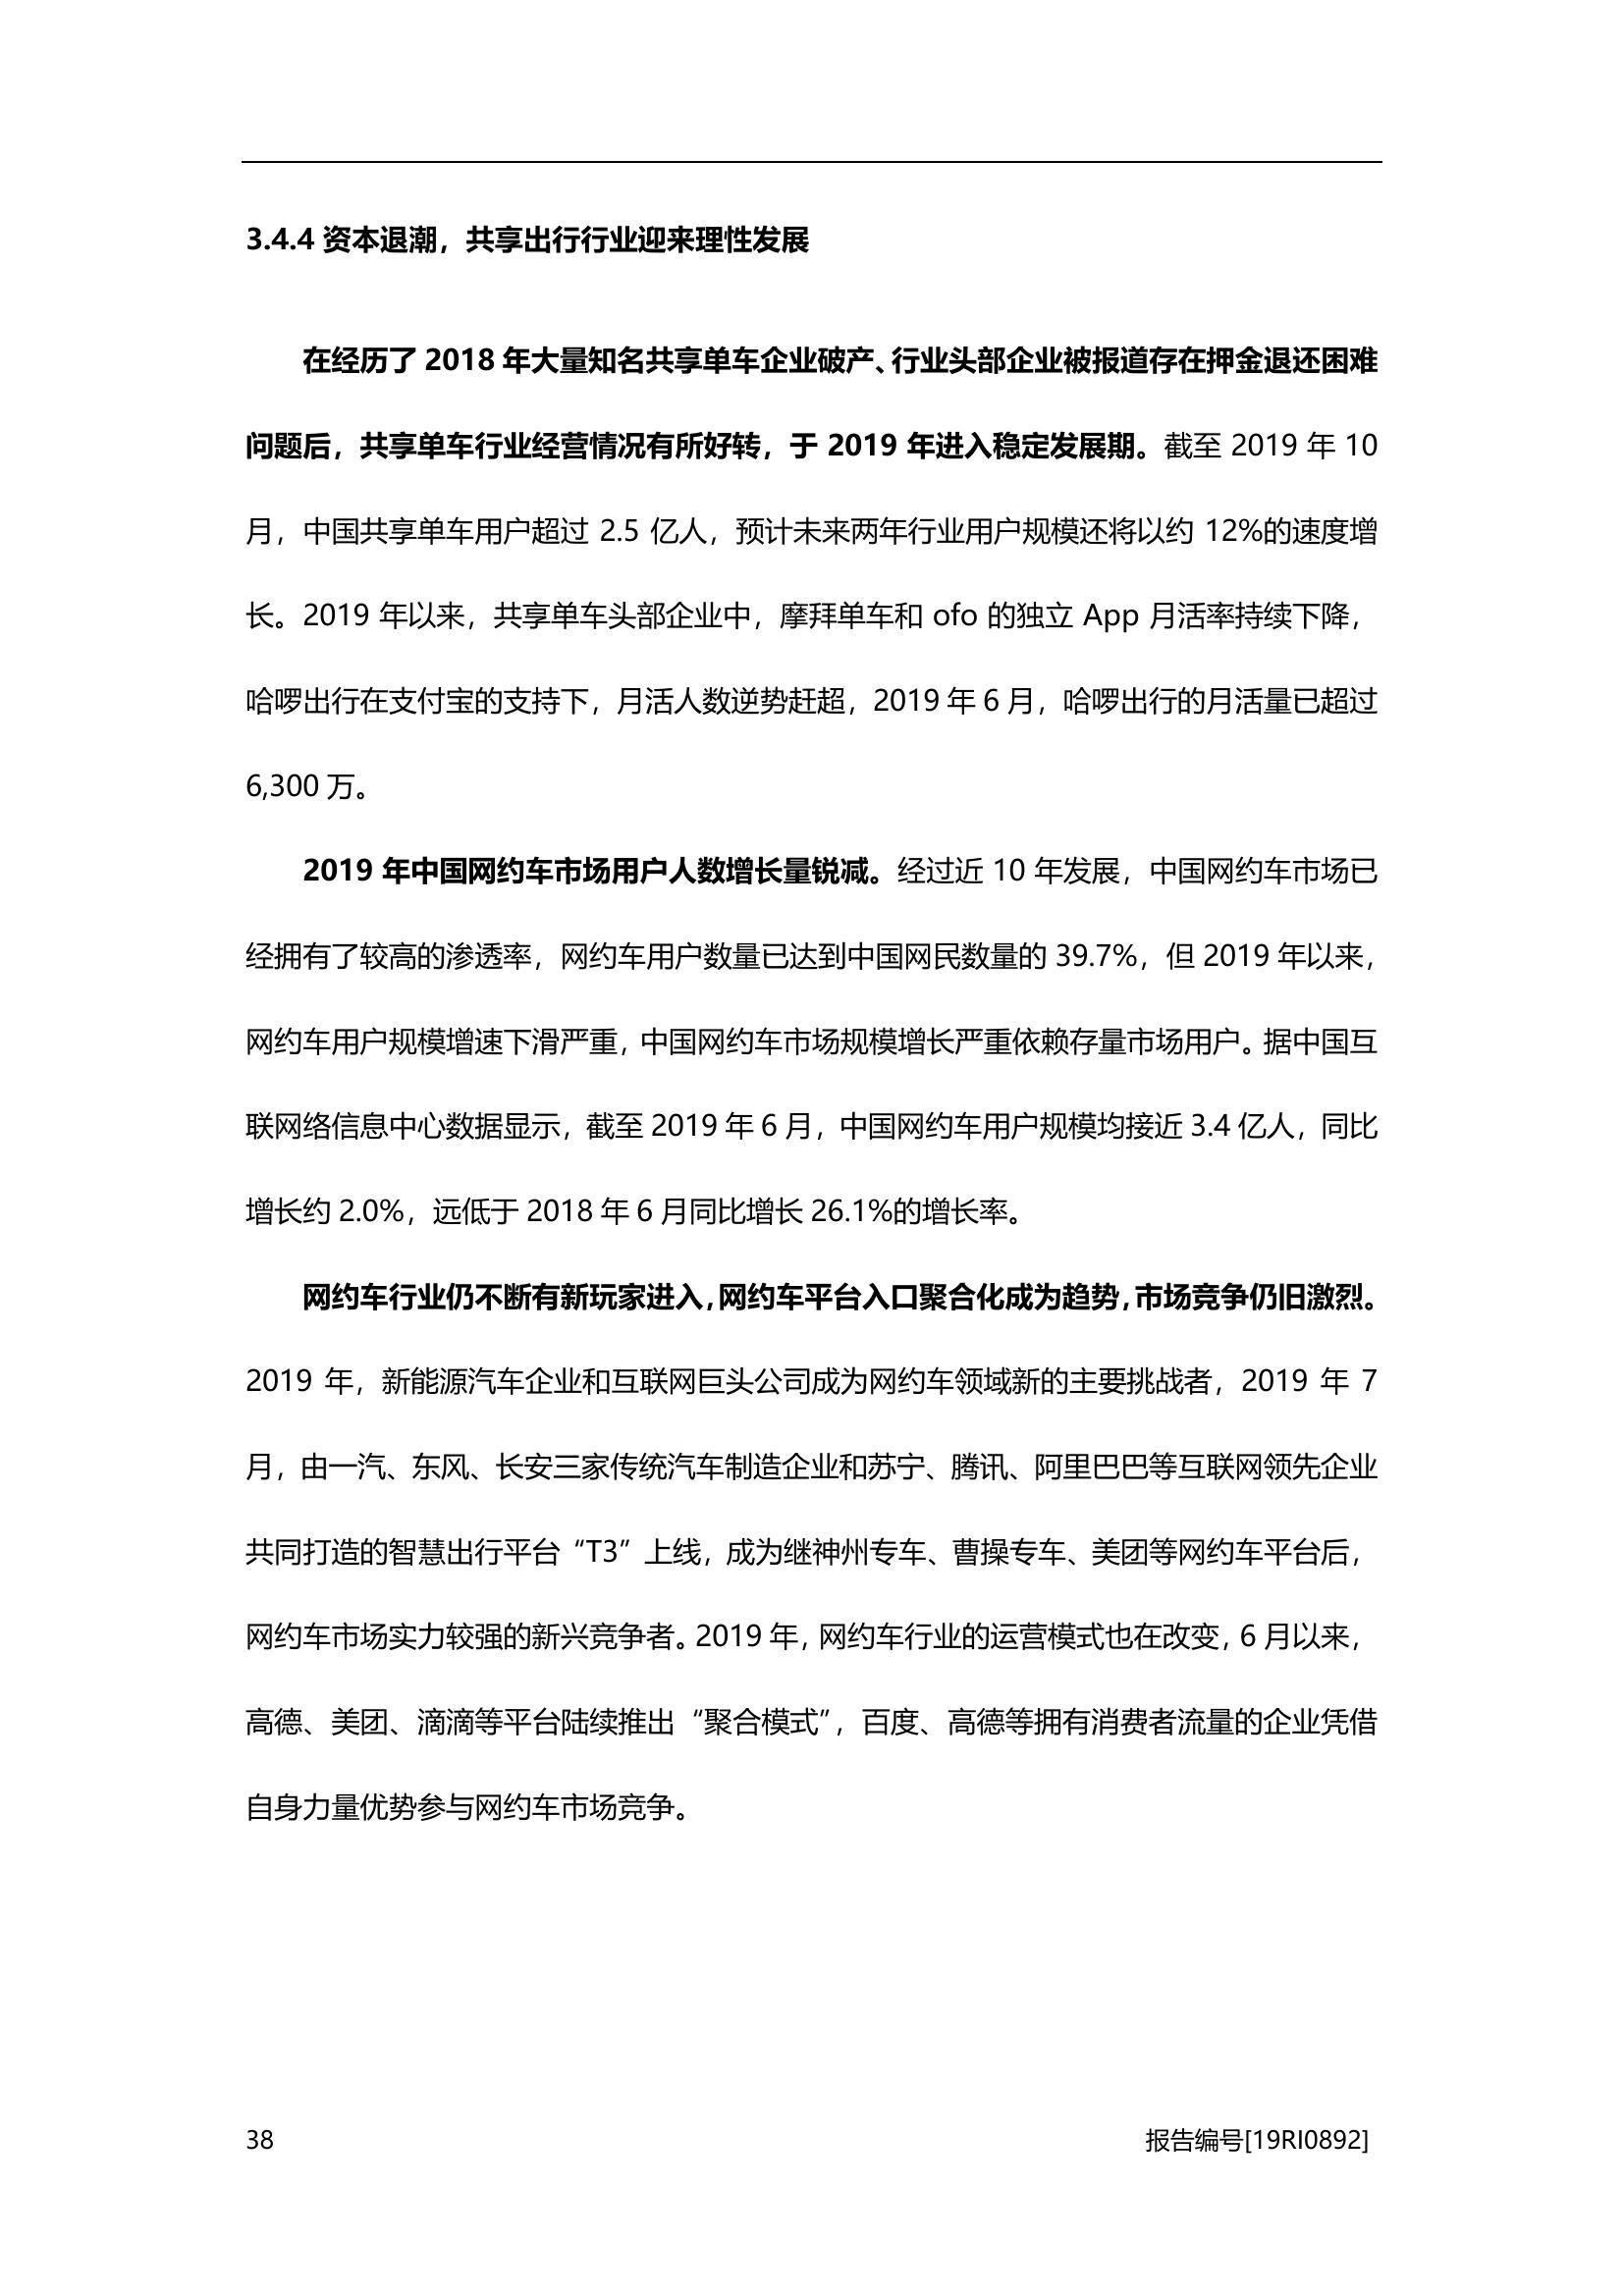 3.4.4 资本退潮，共享出行行业迎来理性发展
在经历了 2018 年大量知名共享单车企业破产、行业头部企业被报道存在押金退还困难
问题后，共享单车行业经营情况有所好转，于 2019 年进入稳定发展期。截至 2019 年 10
月，中国共享单车用户超过 2.5 亿人，预计未来两年行业用户规模还将以约 12%的速度增
长。2019 年以来，共享单车头部企业中，摩拜单车和 ofo 的独立 App 月活率持续下降，
哈啰出行在支付宝的支持下，月活人数逆势赶超，2019 年 6 月，哈啰出行的月活量已超过
6,300 万。
2019 年中国网约车市场用户人数增长量锐减。经过近 10 年发展，中国网约车市场已
经拥有了较高的渗透率，网约车用户数量已达到中国网民数量的 39.7%，但 2019 年以来，
网约车用户规模增速下滑严重，中国网约车市场规模增长严重依赖存量市场用户。据中国互
联网络信息中心数据显示，截至 2019 年 6 月，中国网约车用户规模均接近 3.4 亿人，同比
增长约 2.0%，远低于 2018 年 6 月同比增长 26.1%的增长率。
网约车行业仍不断有新玩家进入，网约车平台入口聚合化成为趋势，市场竞争仍旧激烈。
2019 年，新能源汽车企业和互联网巨头公司成为网约车领域新的主要挑战者，2019 年 7
月，由一汽、东风、长安三家传统汽车制造企业和苏宁、腾讯、阿里巴巴等互联网领先企业
共同打造的智慧出行平台“T3”上线，成为继神州专车、曹操专车、美团等网约车平台后，
网约车市场实力较强的新兴竞争者。2019 年，网约车行业的运营模式也在改变，6 月以来，
高德、美团、滴滴等平台陆续推出“聚合模式”，百度、高德等拥有消费者流量的企业凭借
自身力量优势参与网约车市场竞争。
38
报告编号[19RI0892]